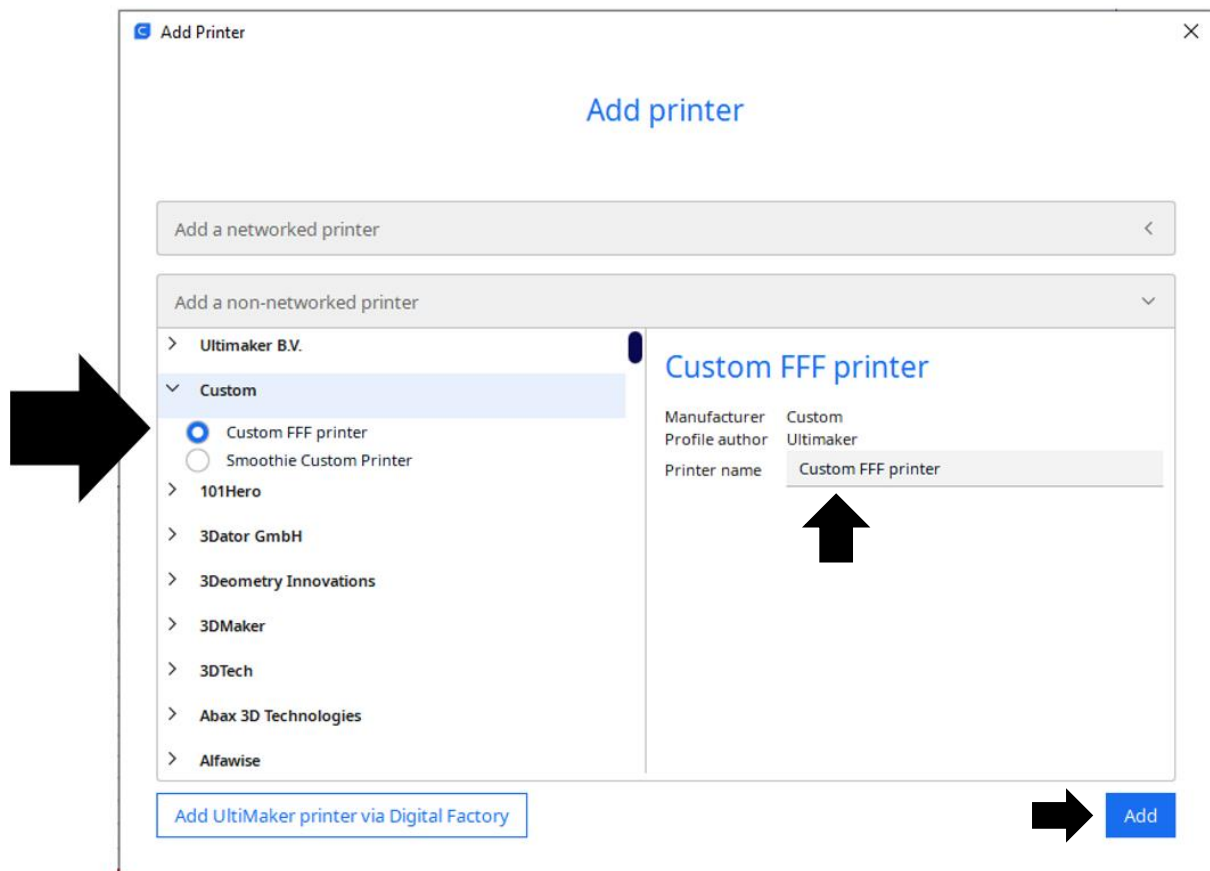 Add Printer
Add printer
Add a networked printer
Add a non-networked printer
Ultimaker B.V.
Custom
Custom FFF printer
Smoothie Custom Printer
101Hero
3Dator GmbH
3Deometry Innovations
3DMaker
3DTech
Abax 3D Technologies
Alfawise
Custom FFF printer
Manufacturer Custom
Profile author Ultimaker
Printer name Custom FFF printer
Add UltiMaker printer via Digital Factory
Add